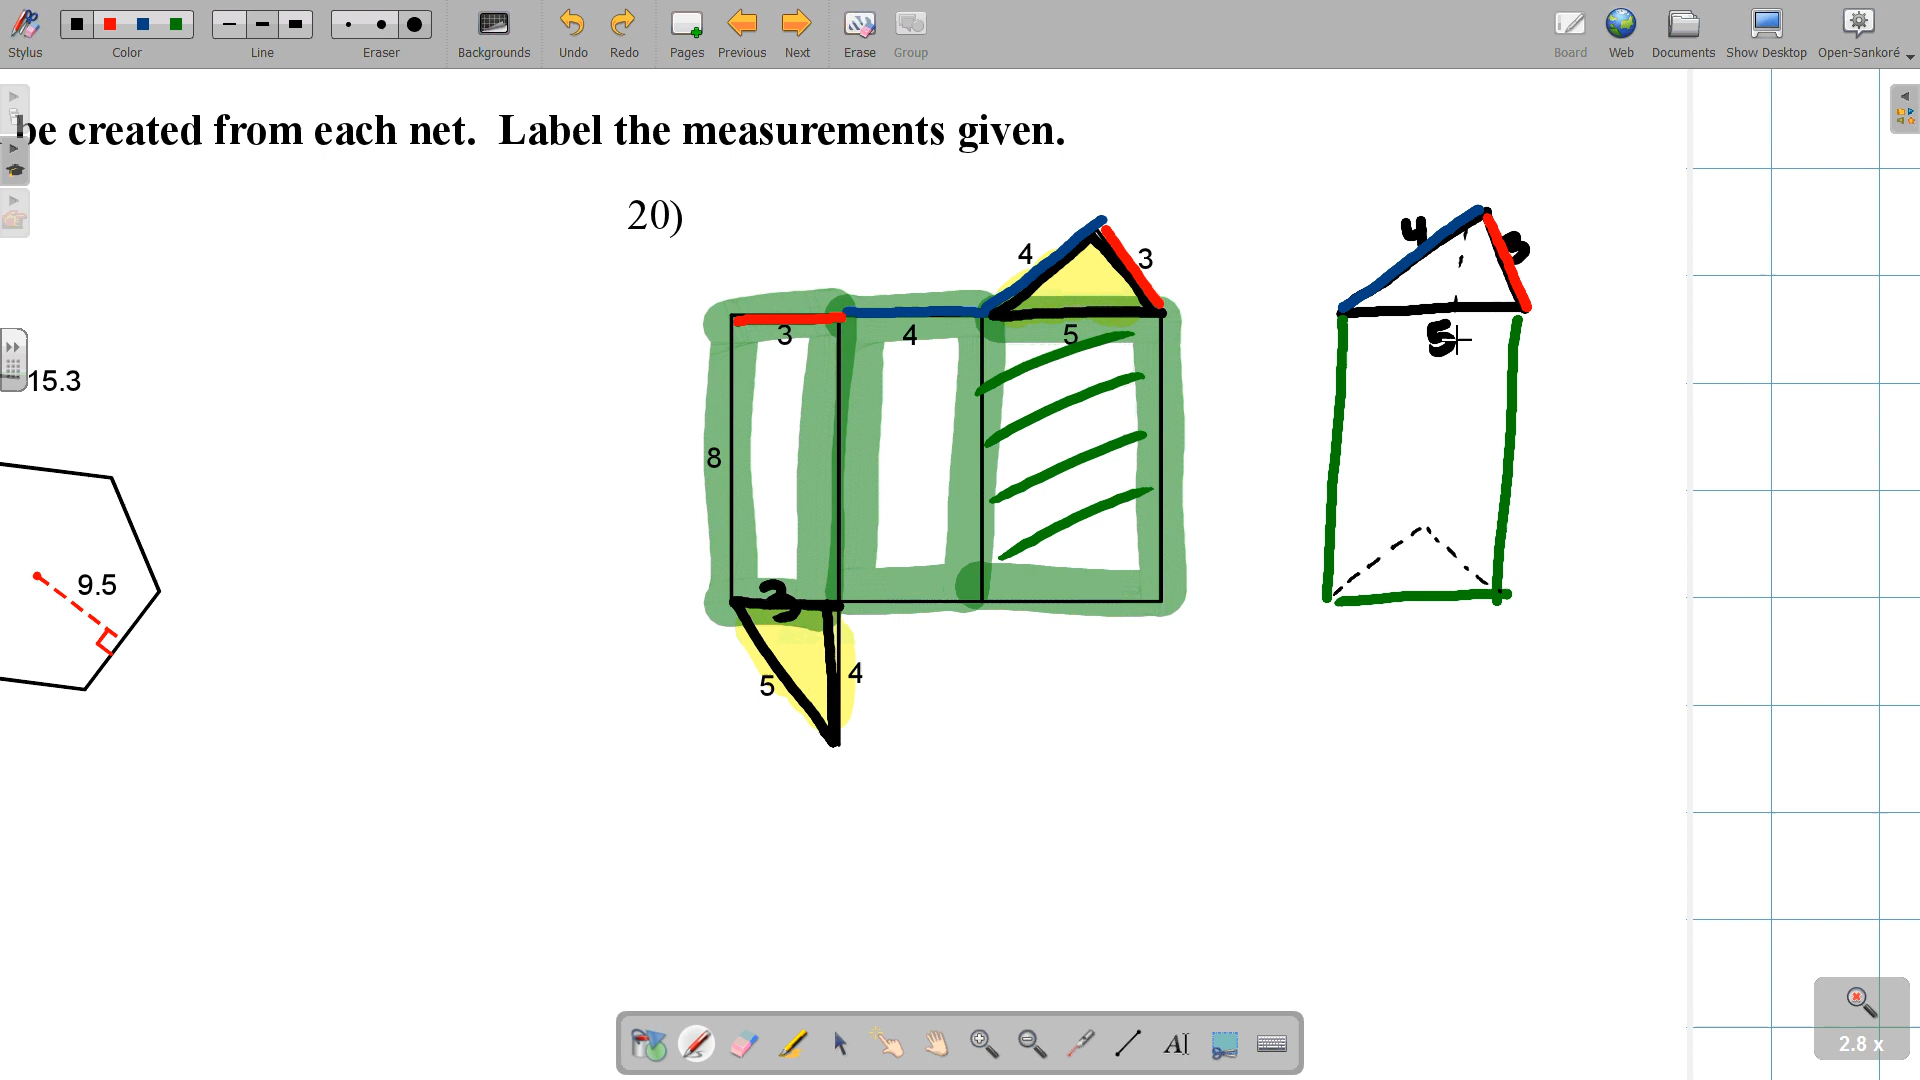 Stylus Color Line Eraser Backgrounds Undo Redo Pages Previous Next Erase Group Board Web Documents Show Desktop Open-Sankoré
be created from each net. Label the measurements given.
20)
4 3
4 3
3 4 5
5
15.3
8
9.5
3
5 4
2.8 x